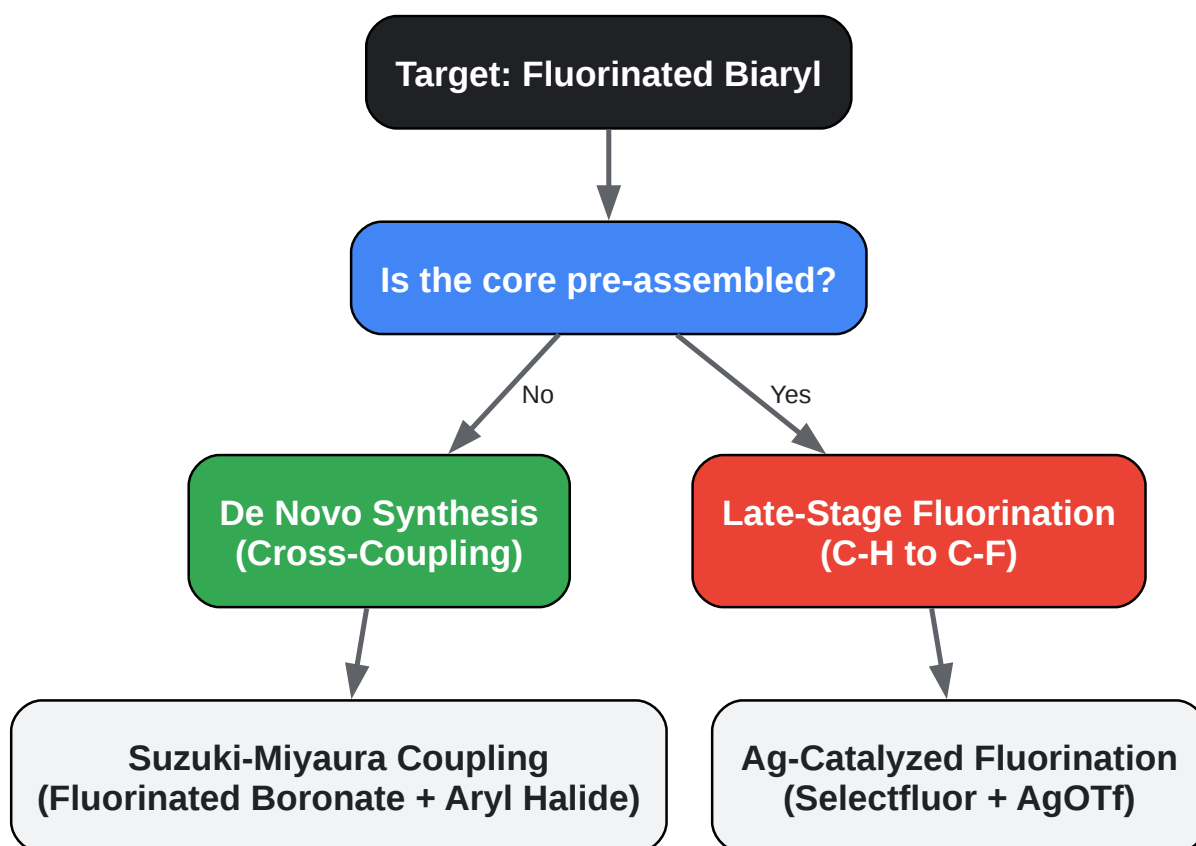 Target: Fluorinated Biaryl
Is the core pre-assembled?
No
Yes
De Novo Synthesis
(Cross-Coupling)
Late-Stage Fluorination
(C-H to C-F)
Suzuki-Miyaura Coupling
(Fluorinated Boronate + Aryl Halide)
Ag-Catalyzed Fluorination
(Selectfluor + AgOTf)